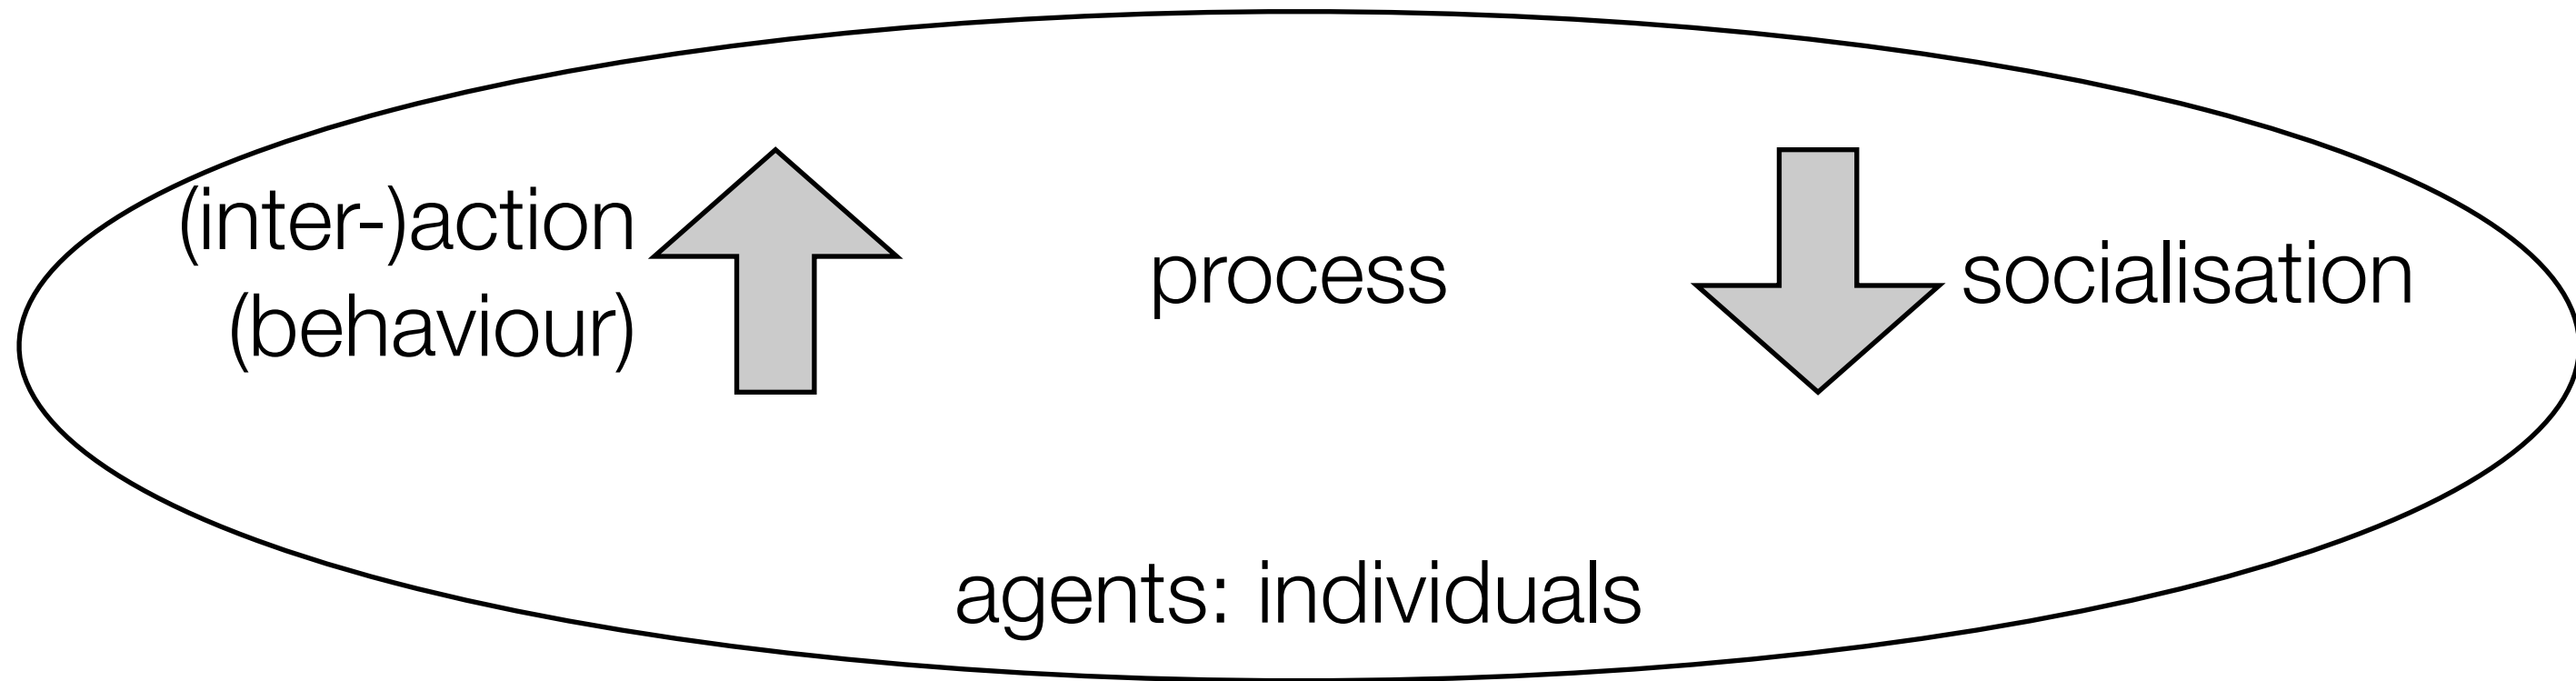 (inter-)action
(behaviour)
process
socialisation
agents: individuals